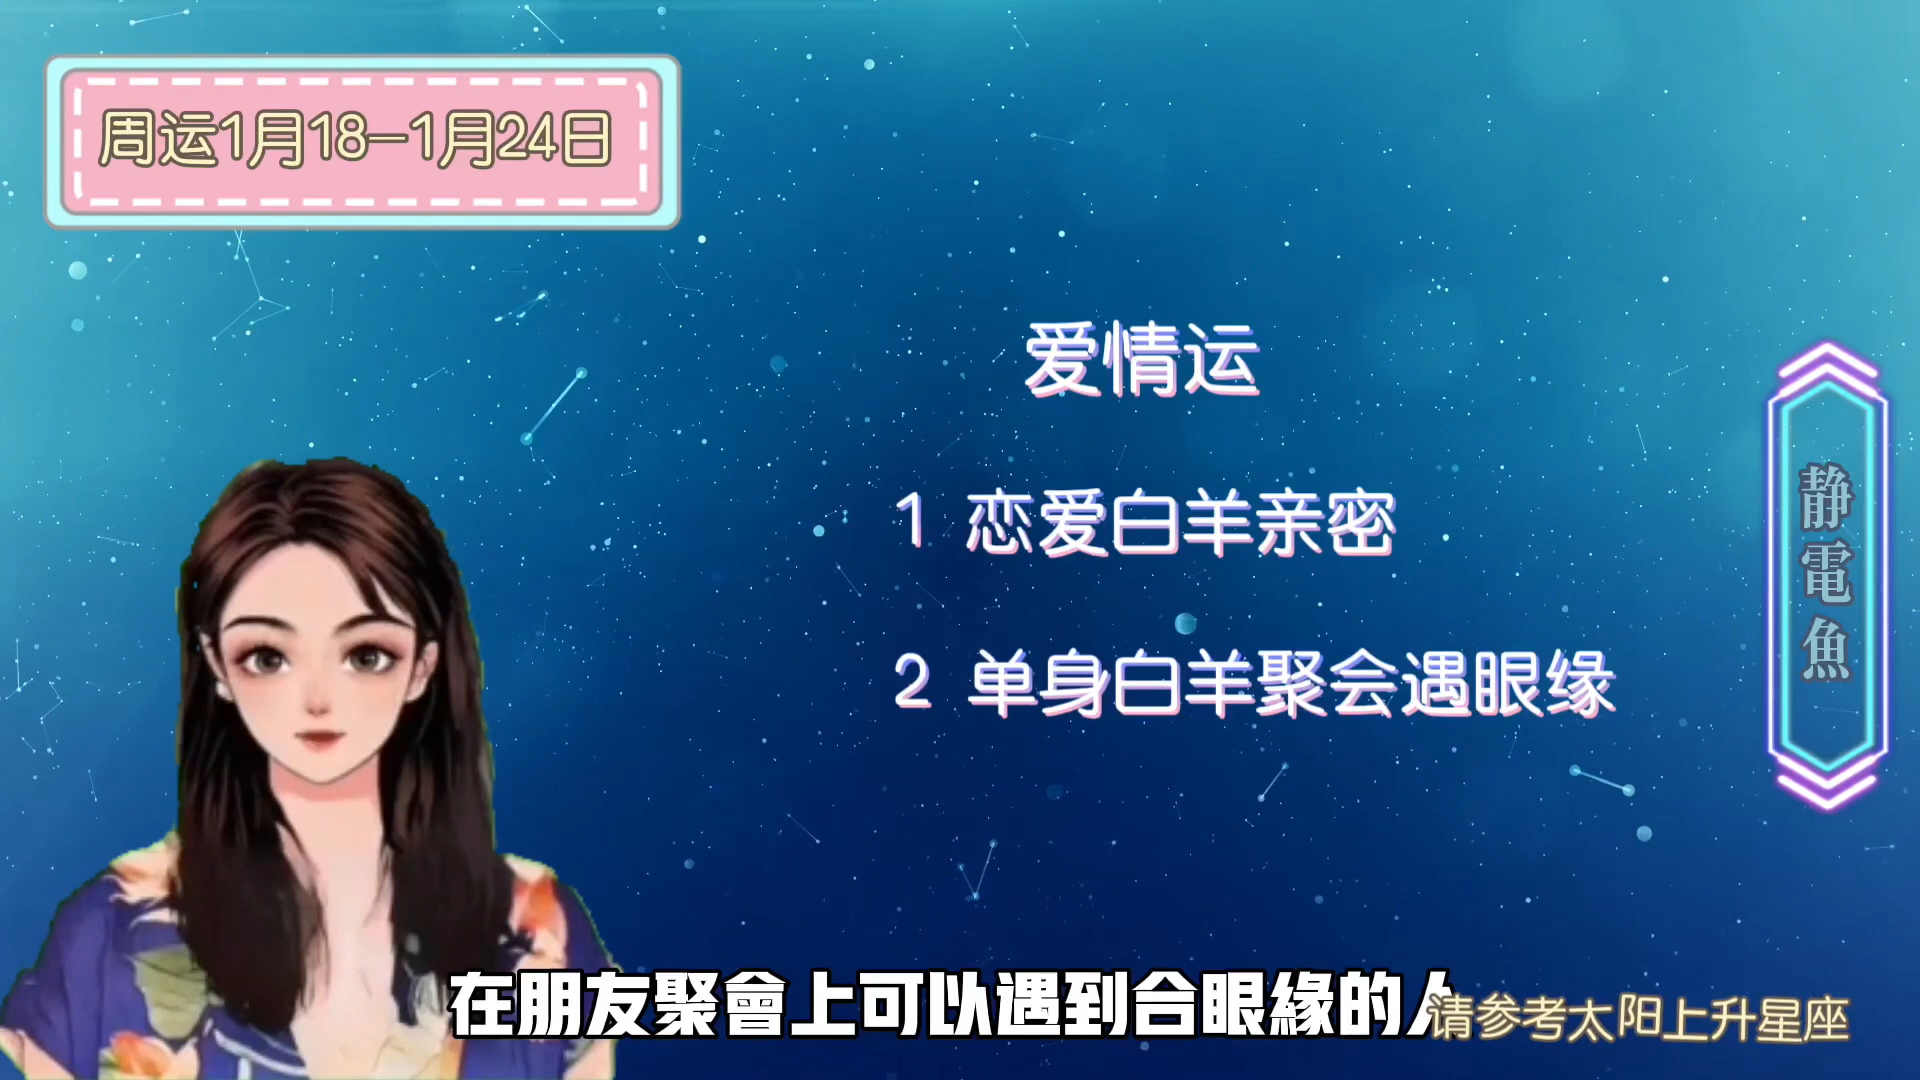 周运1月18-1月24日
爱情运
1 恋爱白羊亲密
2 单身白羊聚会遇眼缘
静電魚
在朋友聚會上可以遇到合眼緣的人
请参考太阳上升星座